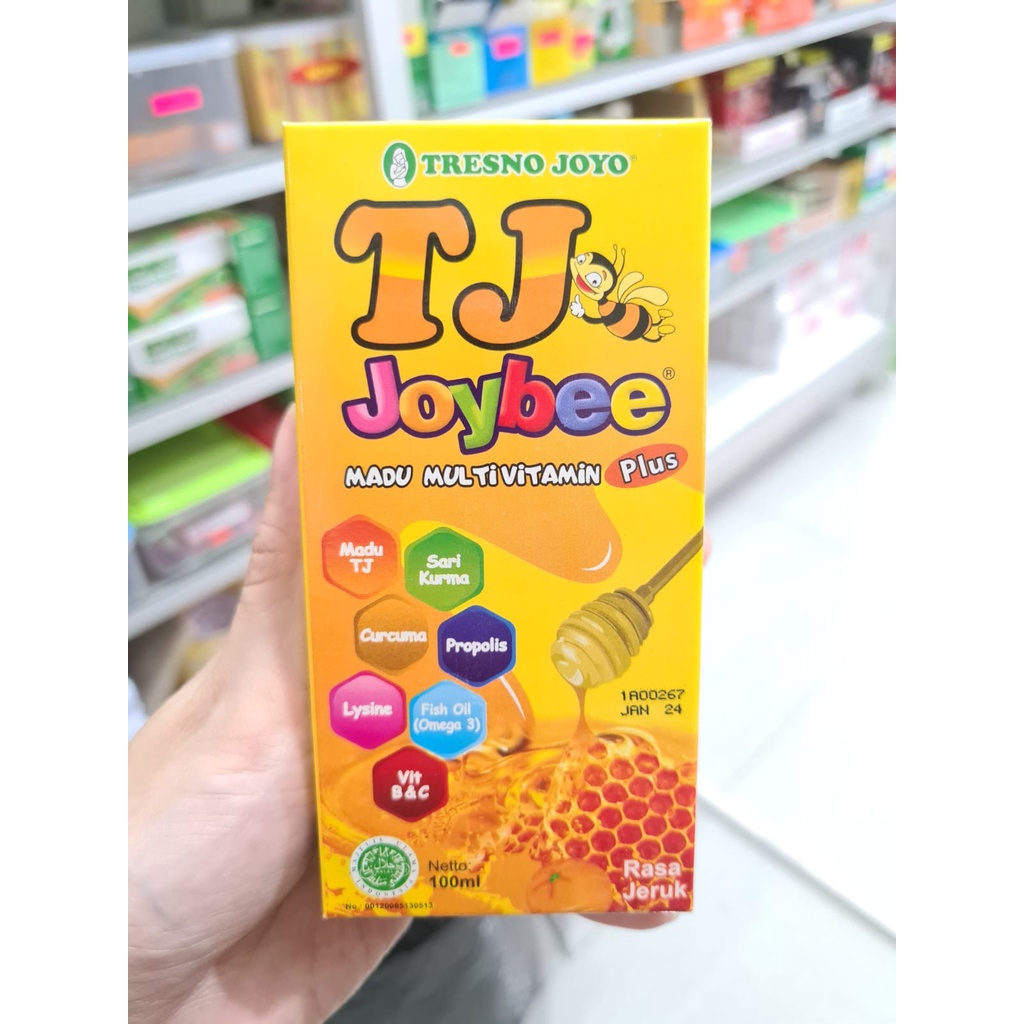 TRESNO JOYO
TJ
Joybee®
MADU MULTIVITAMIN Plus
Madu
TJ
Sari
Kurma
Curcuma
Propolis
Lysine
Fish Oil
(Omega 3)
Vit
B&C
1A00267
JAN 24
Netto:
100ml
Rasa
Jeruk